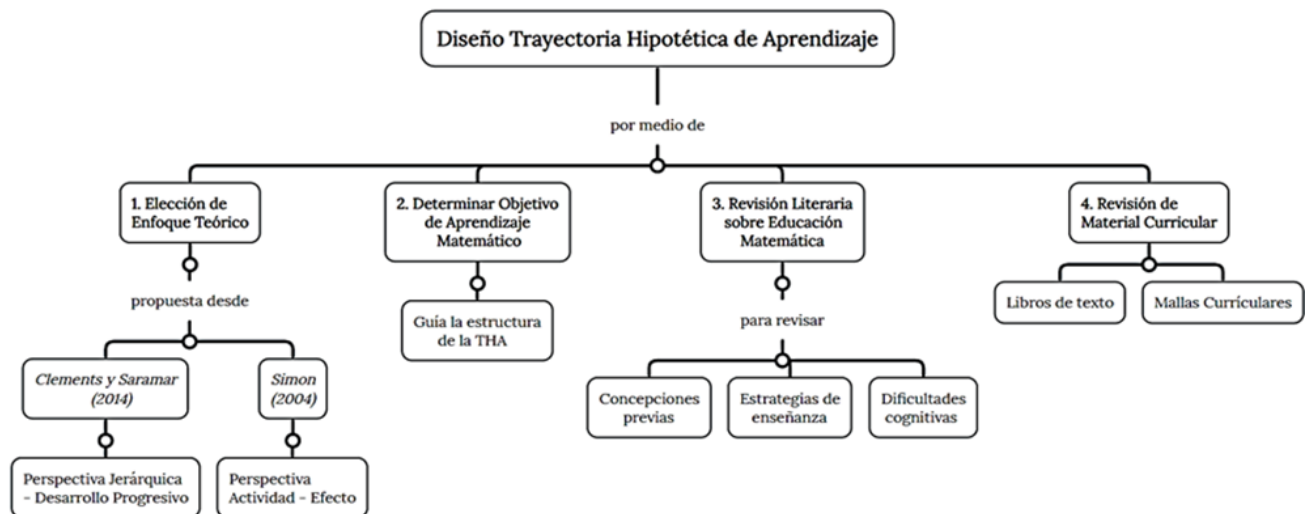 Diseño Trayectoria Hipotética de Aprendizaje
por medio de
1. Elección de
Enfoque Teórico
2. Determinar Objetivo
de Aprendizaje
Matemático
3. Revisión Literaria
sobre Educación
Matemática
4. Revisión de
Material Curricular
propuesta desde
Guía la estructura
de la THA
para revisar
Libros de texto
Mallas Currículares
Clements y Saramar
(2014)
Simon
(2004)
Concepciones
previas
Estrategias de
enseñanza
Dificultades
cognitivas
Perspectiva Jerárquica
- Desarrollo Progresivo
Perspectiva
Actividad - Efecto